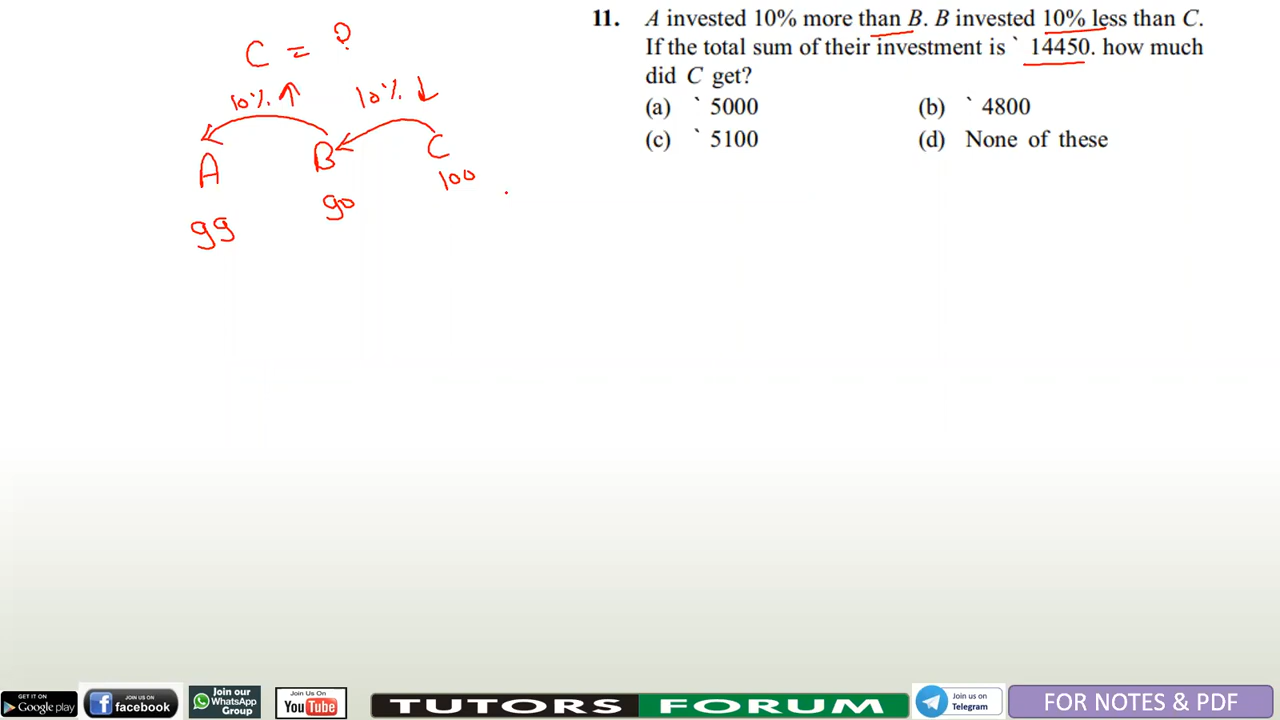 C = ?
10% ↑ 10% ↓
A B C
100
90
99
11. A invested 10% more than B. B invested 10% less than C.
If the total sum of their investment is ` 14450. how much
did C get?
(a) ` 5000 (b) ` 4800
(c) ` 5100 (d) None of these
GET IT ON
Google play
JOIN US ON
facebook
Join our
WhatsApp
Group
Join Us On
YouTube
TUTORS FORUM
Join us on
Telegram
FOR NOTES & PDF